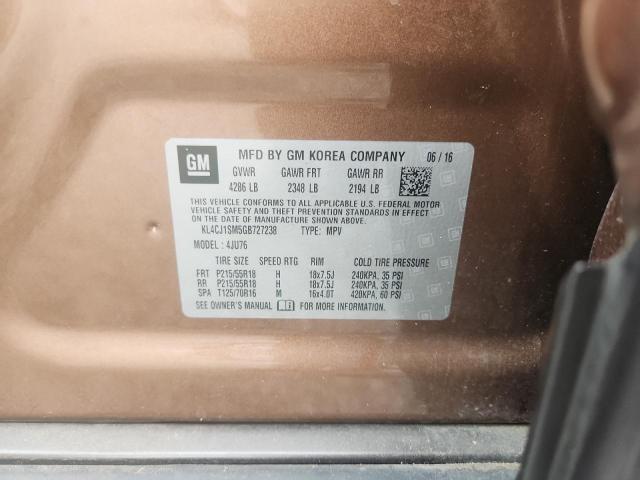 GM MFD BY GM KOREA COMPANY 06 / 16
GVWR GAWR FRT GAWR RR
4286 LB 2348 LB 2194 LB
THIS VEHICLE CONFORMS TO ALL APPLICABLE U.S. FEDERAL MOTOR
VEHICLE SAFETY AND THEFT PREVENTION STANDARDS IN EFFECT ON
THE DATE OF MANUFACTURE SHOWN ABOVE.
KL4CJ1SM5GB727238 TYPE: MPV
MODEL : 4JU76
TIRE SIZE SPEED RTG RIM COLD TIRE PRESSURE
FRT P215/55R18 H 18x7.5J 240KPA, 35 PSI
RR P215/55R18 H 18x7.5J 240KPA, 35 PSI
SPA T125/70R16 M 16x4.0T 420KPA, 60 PSI
SEE OWNER'S MANUAL FOR MORE INFORMATION.